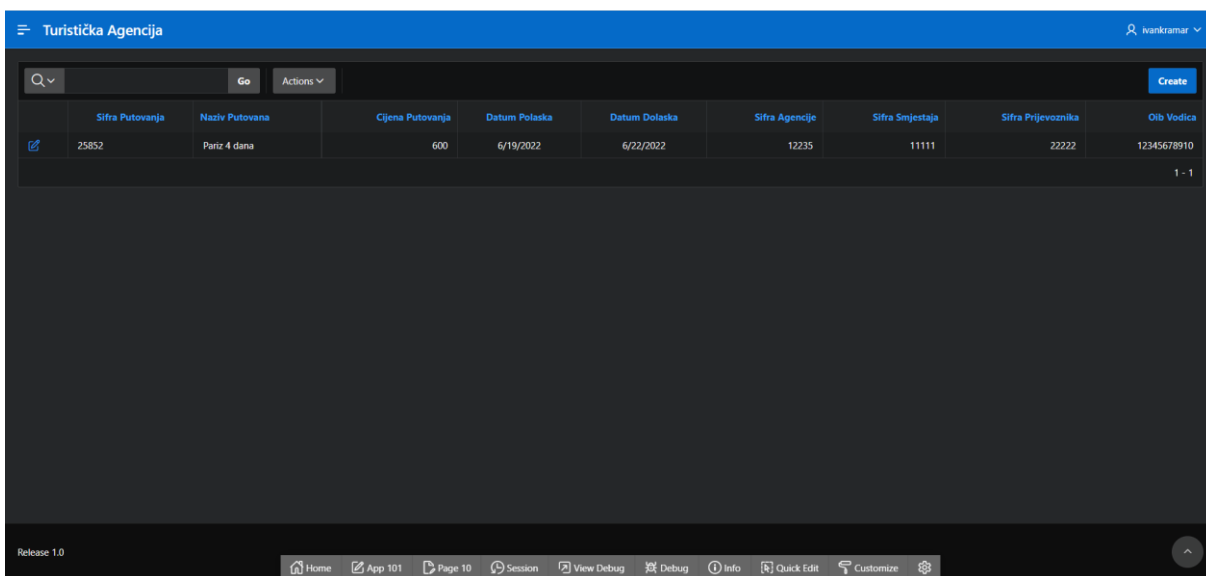 Turistička Agencija ivankramar
Go Actions Create
Sifra Putovanja Naziv Putovana Cijena Putovanja Datum Polaska Datum Dolaska Sifra Agencije Sifra Smjestaja Sifra Prijevoznika Oib Vodica
25852 Pariz 4 dana 600 6/19/2022 6/22/2022 12235 11111 22222 12345678910
1 - 1
Release 1.0
Home App 101 Page 10 Session View Debug Debug Info Quick Edit Customize